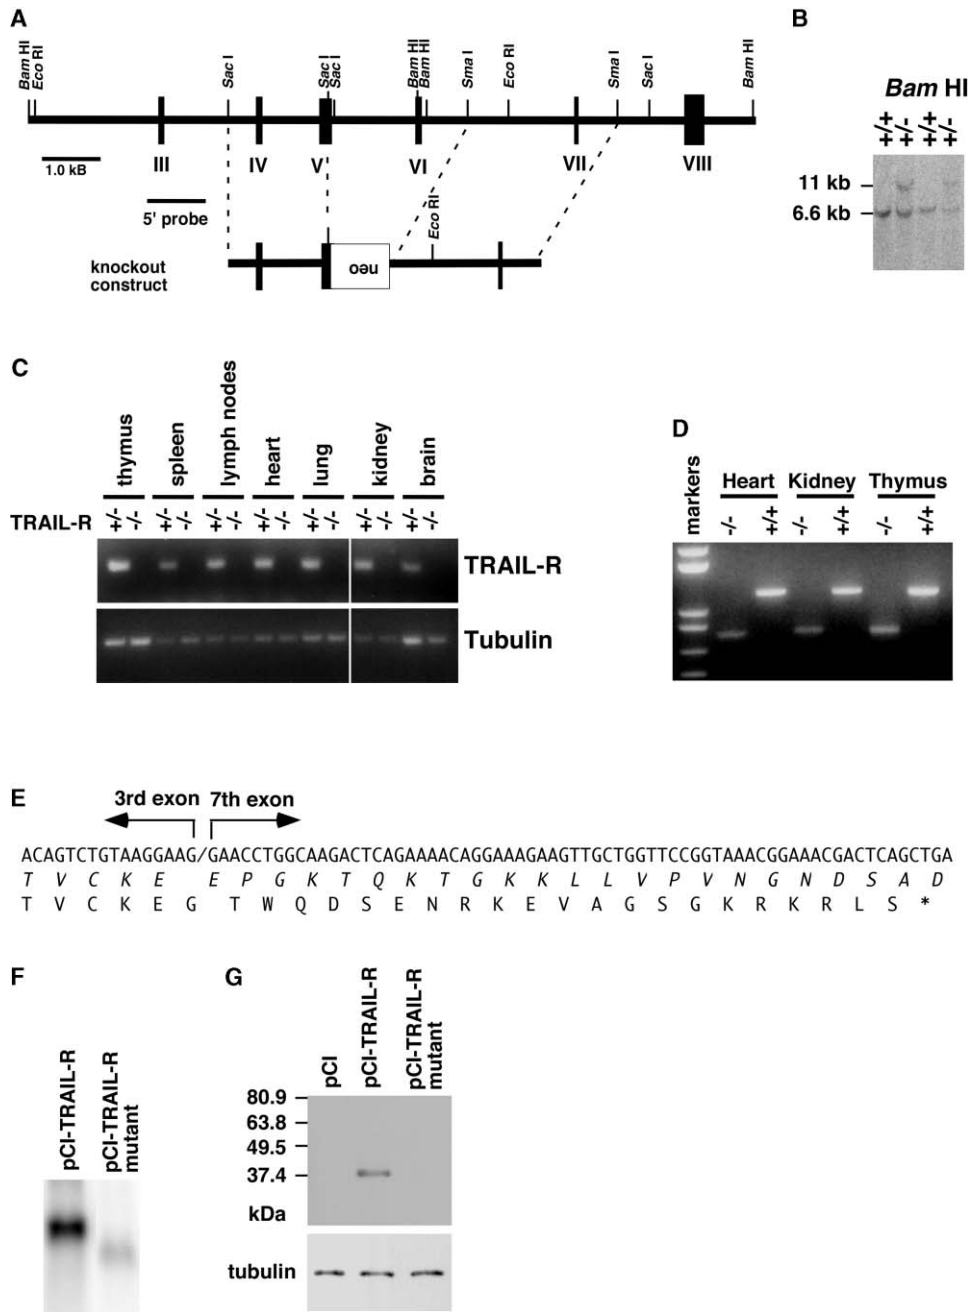 A
Bam HI
Eco RI
Sac I
Sac I
Sac I
Bam HI
Bam HI
Sma I
Eco RI
Sma I
Sac I
Bam HI
III
IV
V
VI
VII
VIII
1.0 kB
5' probe
Eco RI
knockout
construct
neo
B
Bam HI
+/+ +/- +/+ +/-
11 kb
6.6 kb
C
thymus
spleen
lymph nodes
heart
lung
kidney
brain
TRAIL-R +/- -/- +/- -/- +/- -/- +/- -/- +/- -/- +/- -/- +/- -/-
TRAIL-R
Tubulin
D
markers
Heart Kidney Thymus
-/- +/+ -/- +/+ -/- +/+
E
3rd exon 7th exon
ACAGTCTGTAAGGAAG/GAACCTGGCAAGACTCAGAAAACAGGAAAGAAGTTGCTGGTTCCGGTAAACGGAAACGACTCAGCTGA
T V C K E E P G K T Q K T G K K L L V P V N G N D S A D
T V C K E G T W Q D S E N R K E V A G S G K R K R L S *
F
pCI-TRAIL-R
pCI-TRAIL-R
mutant
G
pCI
pCI-TRAIL-R
pCI-TRAIL-R
mutant
80.9
63.8
49.5
37.4
kDa
tubulin